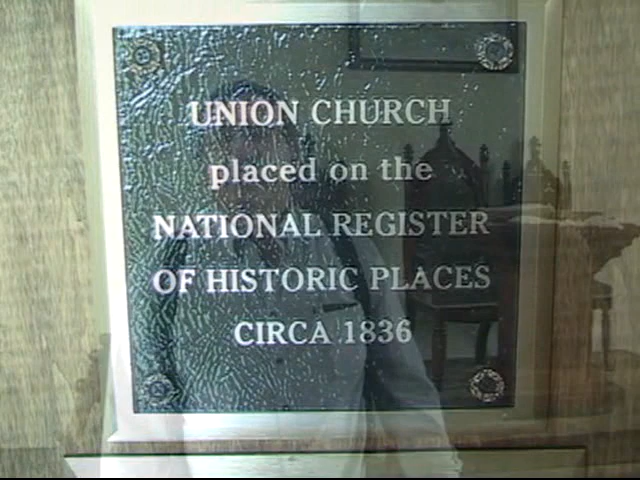 UNION CHURCH
placed on the
NATIONAL REGISTER
OF HISTORIC PLACES
CIRCA 1836